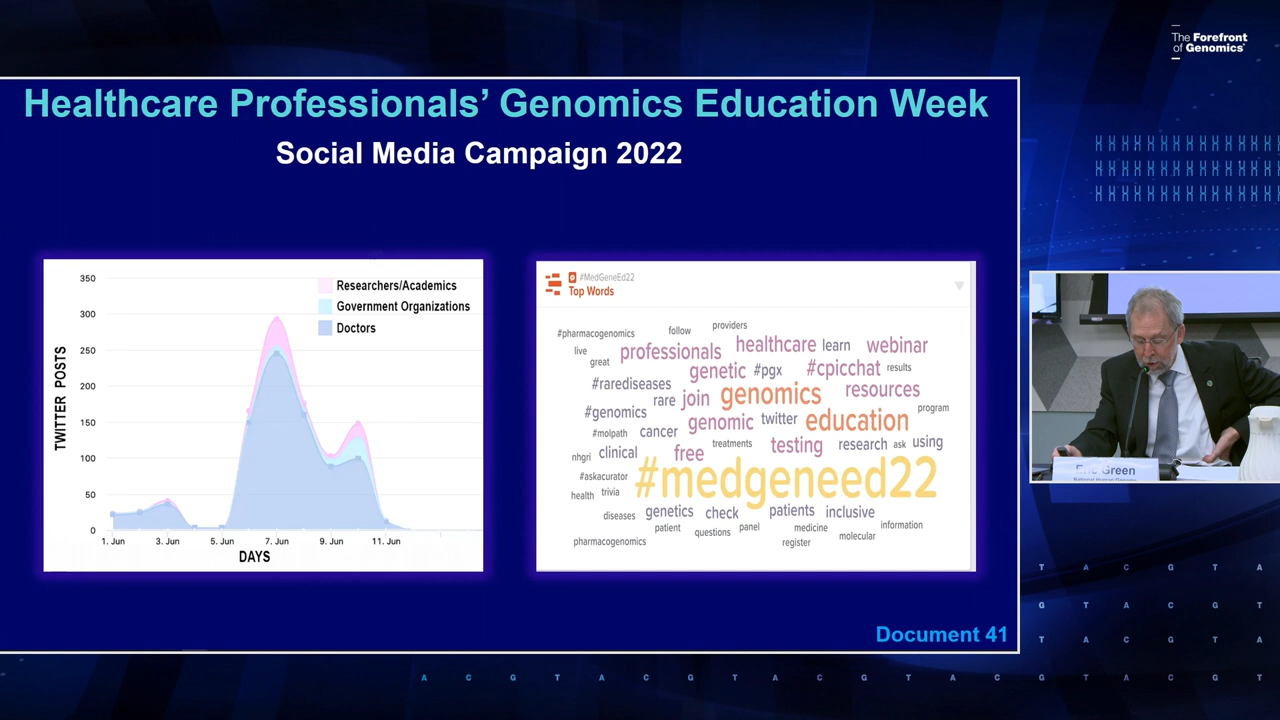 The Forefront
of Genomics®
Healthcare Professionals' Genomics Education Week
Social Media Campaign 2022
TWITTER POSTS
350
300
250
200
150
100
50
0
Researchers/Academics
Government Organizations
Doctors
1. Jun
3. Jun
5. Jun
7. Jun
9. Jun
11. Jun
DAYS
#MedGeneEd22
Top Words
#pharmacogenomics follow providers
live professionals healthcare learn webinar
great genetic #pgx #cpicchat results
#rarediseases rare join genomics resources
#genomics genomic twitter education program
#molpath cancer treatments testing research ask using
nhgri clinical free
#askacurator #medgeneed22
health trivia
diseases genetics check patients inclusive
patient questions panel medicine information
pharmacogenomics register molecular
Document 41
Eric Green
T A C G T A
G T A C G T
T A C G T A
A C G T A C G T A C G T A C G T A C G T